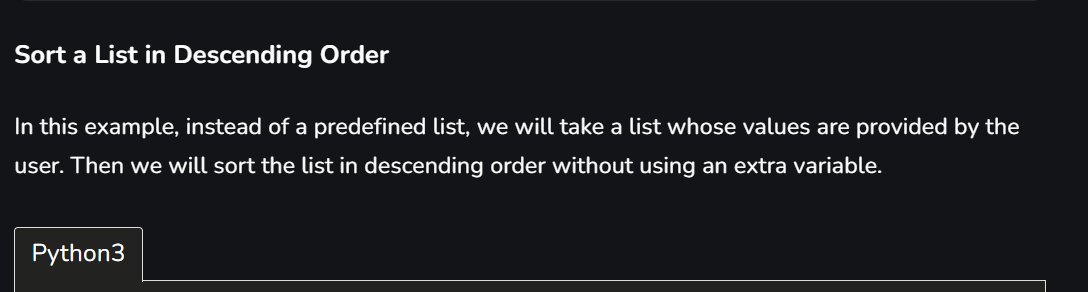 Sort a List in Descending Order
In this example, instead of a predefined list, we will take a list whose values are provided by the
user. Then we will sort the list in descending order without using an extra variable.
Python3